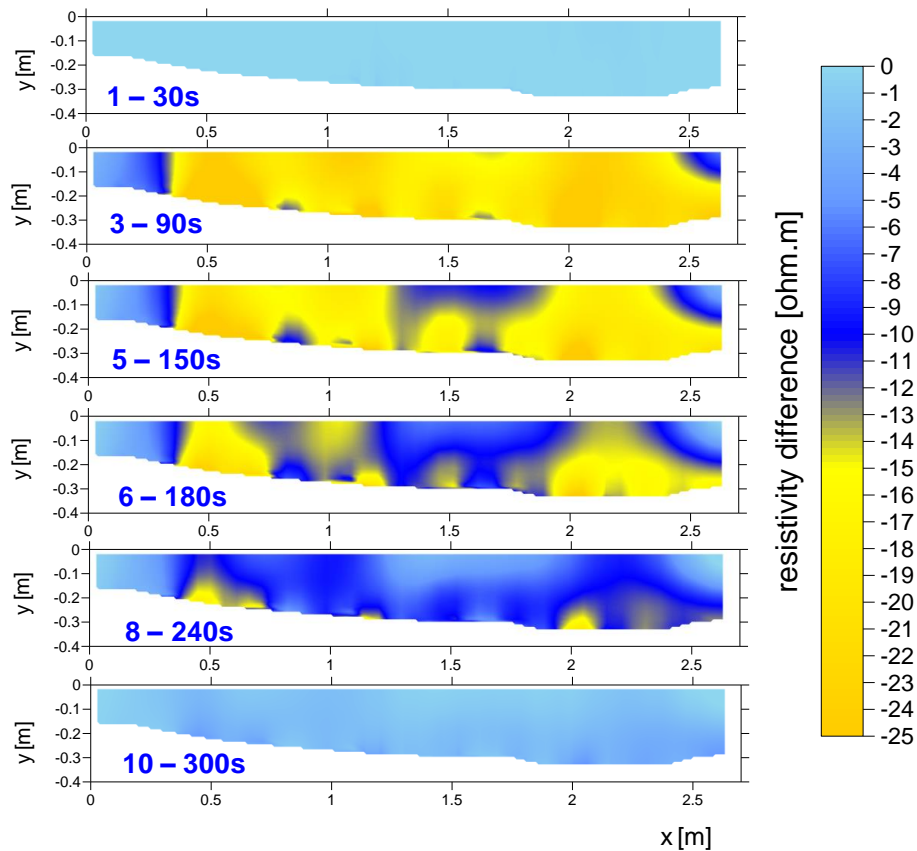 0
-0.1
-0.2
-0.3
-0.4
y [m]
1 – 30s
0 0.5 1 1.5 2 2.5
0
-0.1
-0.2
-0.3
-0.4
y [m]
3 – 90s
0 0.5 1 1.5 2 2.5
0
-0.1
-0.2
-0.3
-0.4
y [m]
5 – 150s
0 0.5 1 1.5 2 2.5
0
-0.1
-0.2
-0.3
-0.4
y [m]
6 – 180s
0 0.5 1 1.5 2 2.5
0
-0.1
-0.2
-0.3
-0.4
y [m]
8 – 240s
0 0.5 1 1.5 2 2.5
0
-0.1
-0.2
-0.3
-0.4
y [m]
10 – 300s
0 0.5 1 1.5 2 2.5
x [m]
resistivity difference [ohm.m]
0
-1
-2
-3
-4
-5
-6
-7
-8
-9
-10
-11
-12
-13
-14
-15
-16
-17
-18
-19
-20
-21
-22
-23
-24
-25